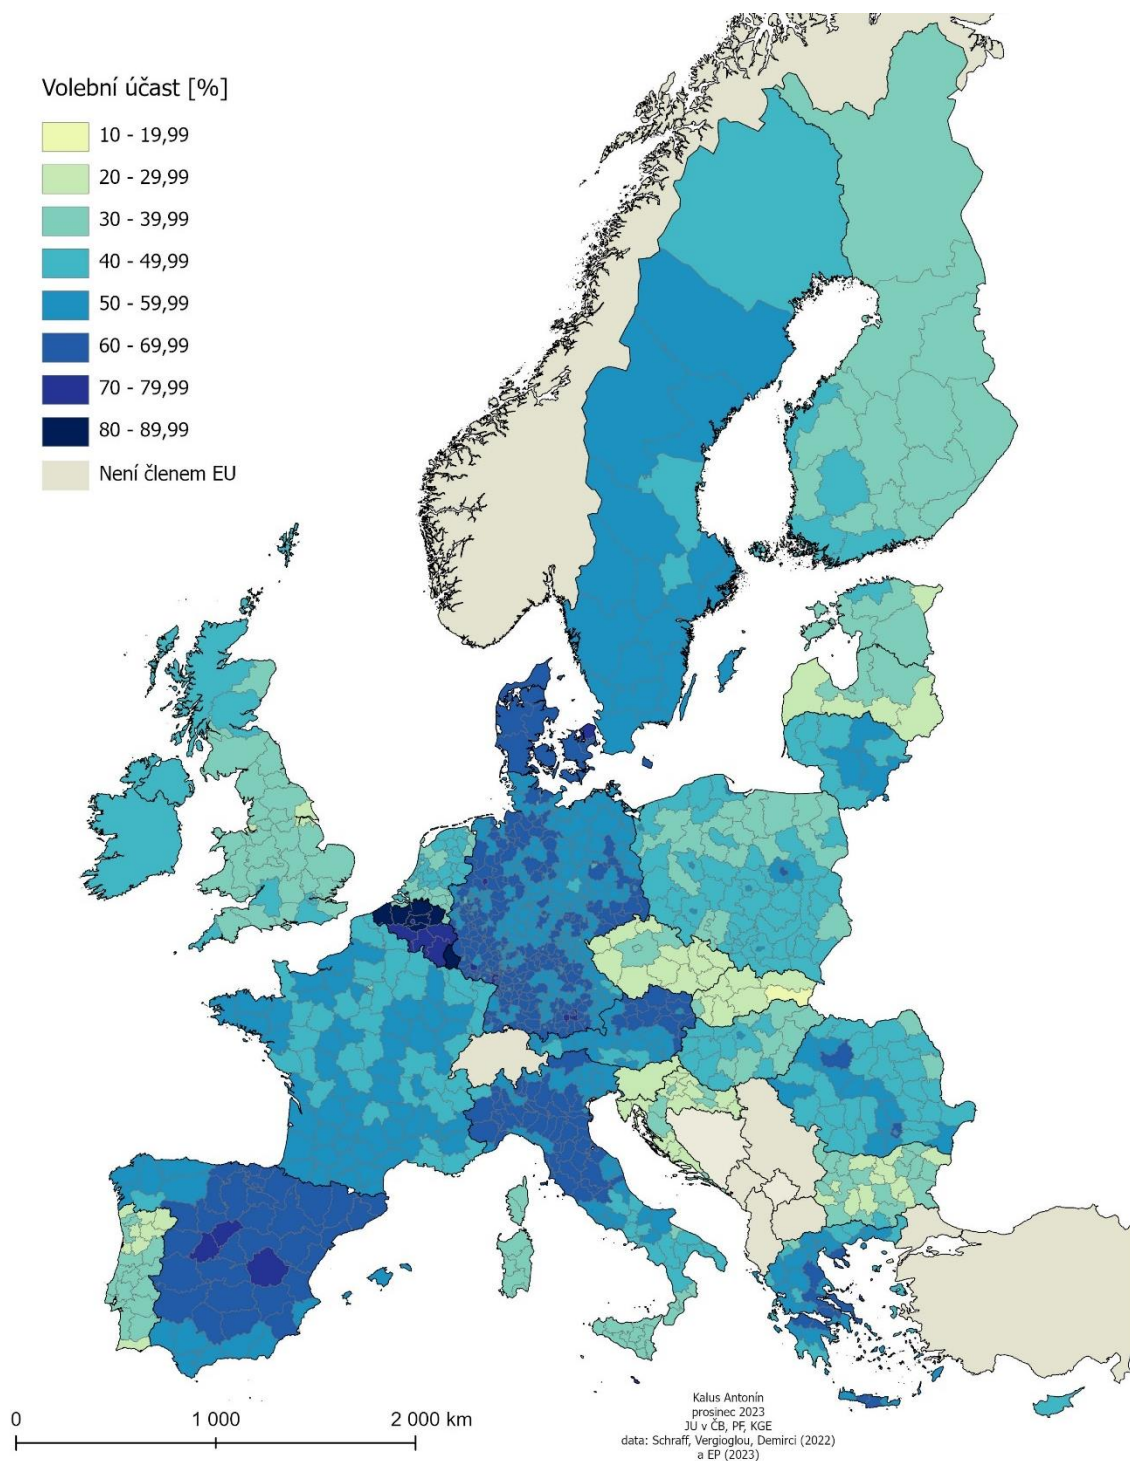 Volební účast [%]
10 - 19,99
20 - 29,99
30 - 39,99
40 - 49,99
50 - 59,99
60 - 69,99
70 - 79,99
80 - 89,99
Není členem EU
0 1 000 2 000 km
Kalus Antonín
prosinec 2023
JU v ČB, PF, KGE
data: Schraff, Vergioglou, Demirci (2022)
a EP (2023)